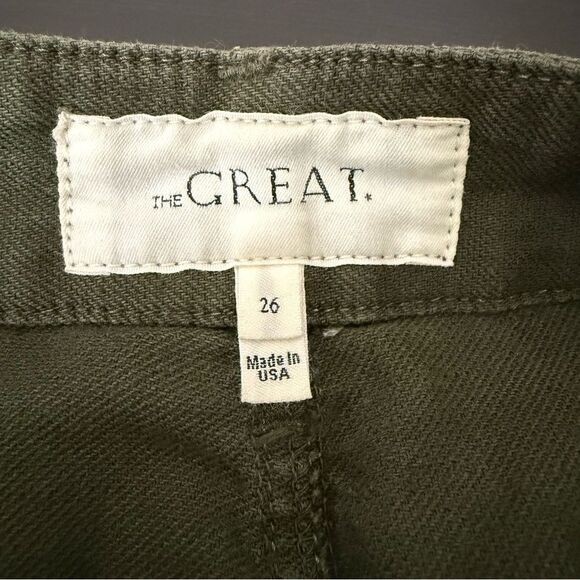 THE GREAT.
26
Made In
USA